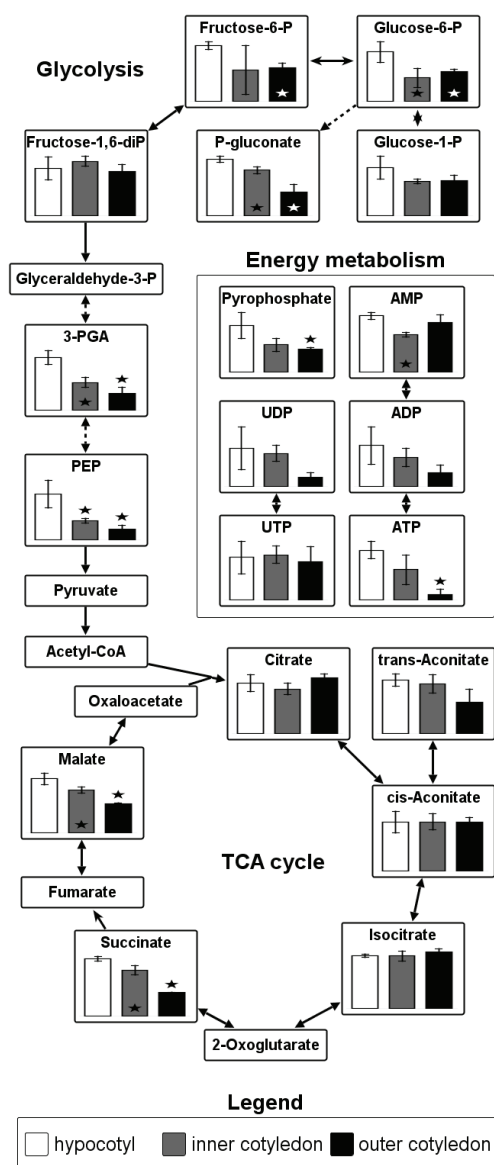 Fructose-6-P
Glucose-6-P
Glycolysis
Fructose-1,6-diP
P-gluconate
Glucose-1-P
Glyceraldehyde-3-P
Energy metabolism
Pyrophosphate
AMP
3-PGA
UDP
ADP
PEP
UTP
ATP
Pyruvate
Acetyl-CoA
Citrate
trans-Aconitate
Oxaloacetate
Malate
cis-Aconitate
TCA cycle
Fumarate
Succinate
Isocitrate
2-Oxoglutarate
Legend
hypocotyl
inner cotyledon
outer cotyledon